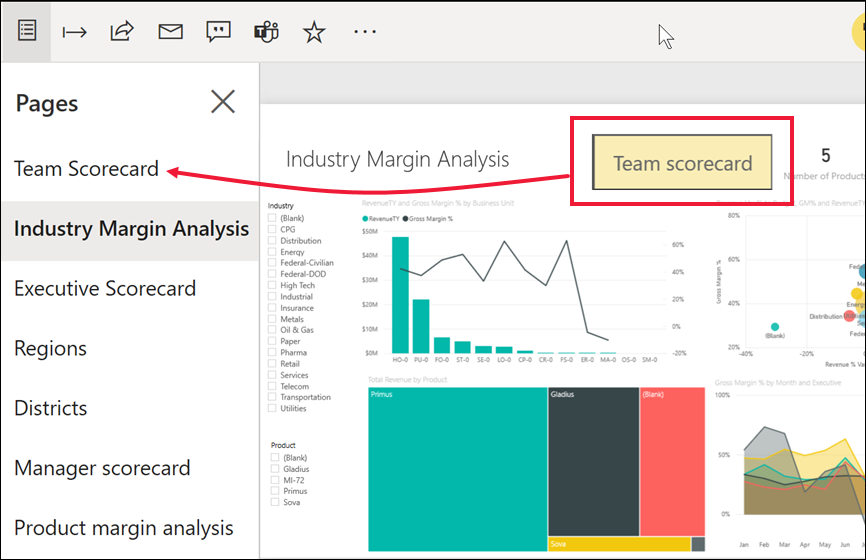 Pages
Team Scorecard
Industry Margin Analysis
Executive Scorecard
Regions
Districts
Manager scorecard
Product margin analysis
Industry Margin Analysis
Team scorecard
5
Number of Products
Industry
(Blank)
CPG
Distribution
Energy
Federal-Civilian
Federal-DOD
High Tech
Industrial
Insurance
Metals
Oil & Gas
Paper
Pharma
Retail
Services
Telecom
Transportation
Utilities
Product
(Blank)
Gladius
MI-72
Primus
Sova
RevenueTY and Gross Margin % by Business Unit
RevenueTY Gross Margin %
$50M
$40M
$30M
$20M
$10M
$0M
60%
40%
20%
0%
-20%
HO-0 PU-0 FO-0 ST-0 SE-0 LO-0 CP-0 CR-0 FS-0 ER-0 MA-0 OS-0 SM-0
GM% and RevenueTY
80%
60%
40%
20%
Gross Margin %
(Blank)
Distribution
-40% -20% 0%
Revenue % Va
Total Revenue by Product
Primus
Gladius
(Blank)
Sova
Gross Margin % by Month and Executive
100%
50%
0%
Jan Feb Mar Apr May Jun